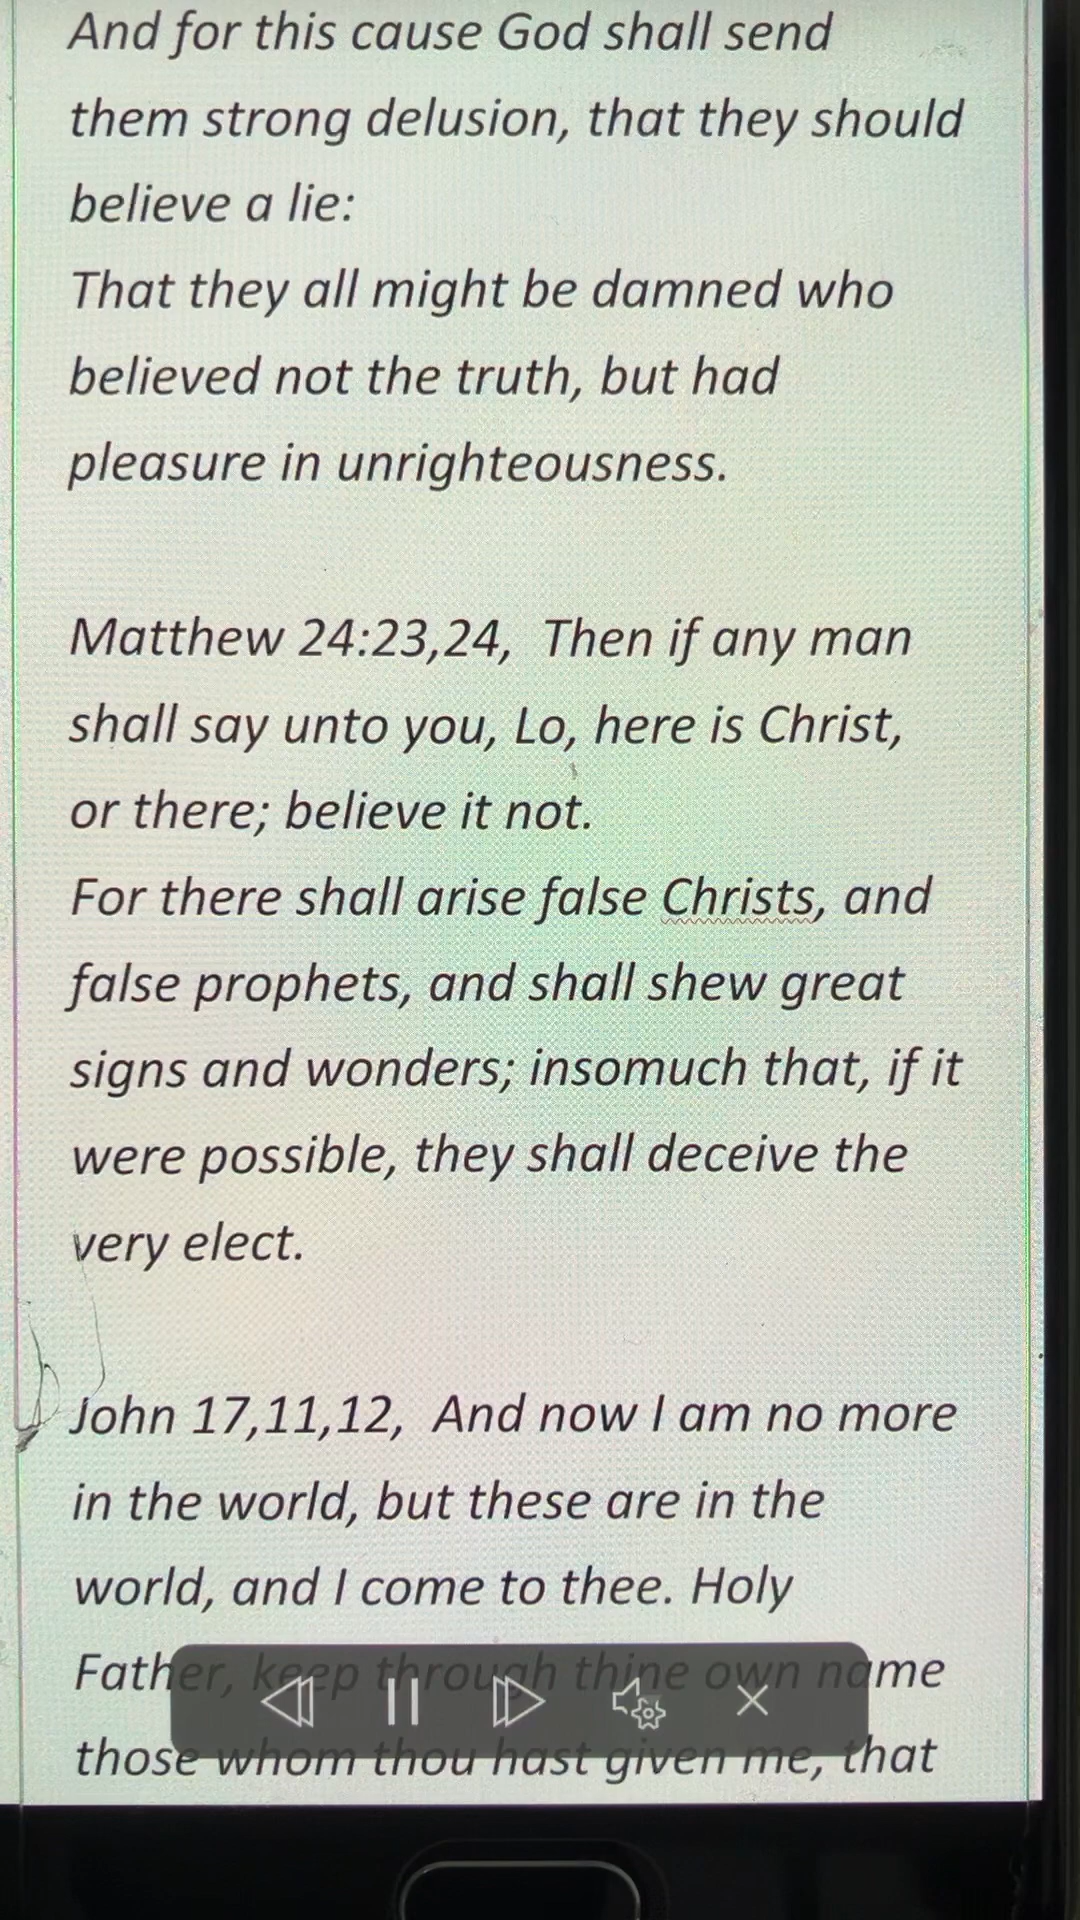 And for this cause God shall send
them strong delusion, that they should
believe a lie:
That they all might be damned who
believed not the truth, but had
pleasure in unrighteousness.
Matthew 24:23,24,  Then if any man
shall say unto you, Lo, here is Christ,
or there; believe it not.
For there shall arise false Christs, and
false prophets, and shall shew great
signs and wonders; insomuch that, if it
were possible, they shall deceive the
very elect.
John 17,11,12,  And now I am no more
in the world, but these are in the
world, and I come to thee. Holy
Father, keep through thine own name
those whom thou hast given me, that